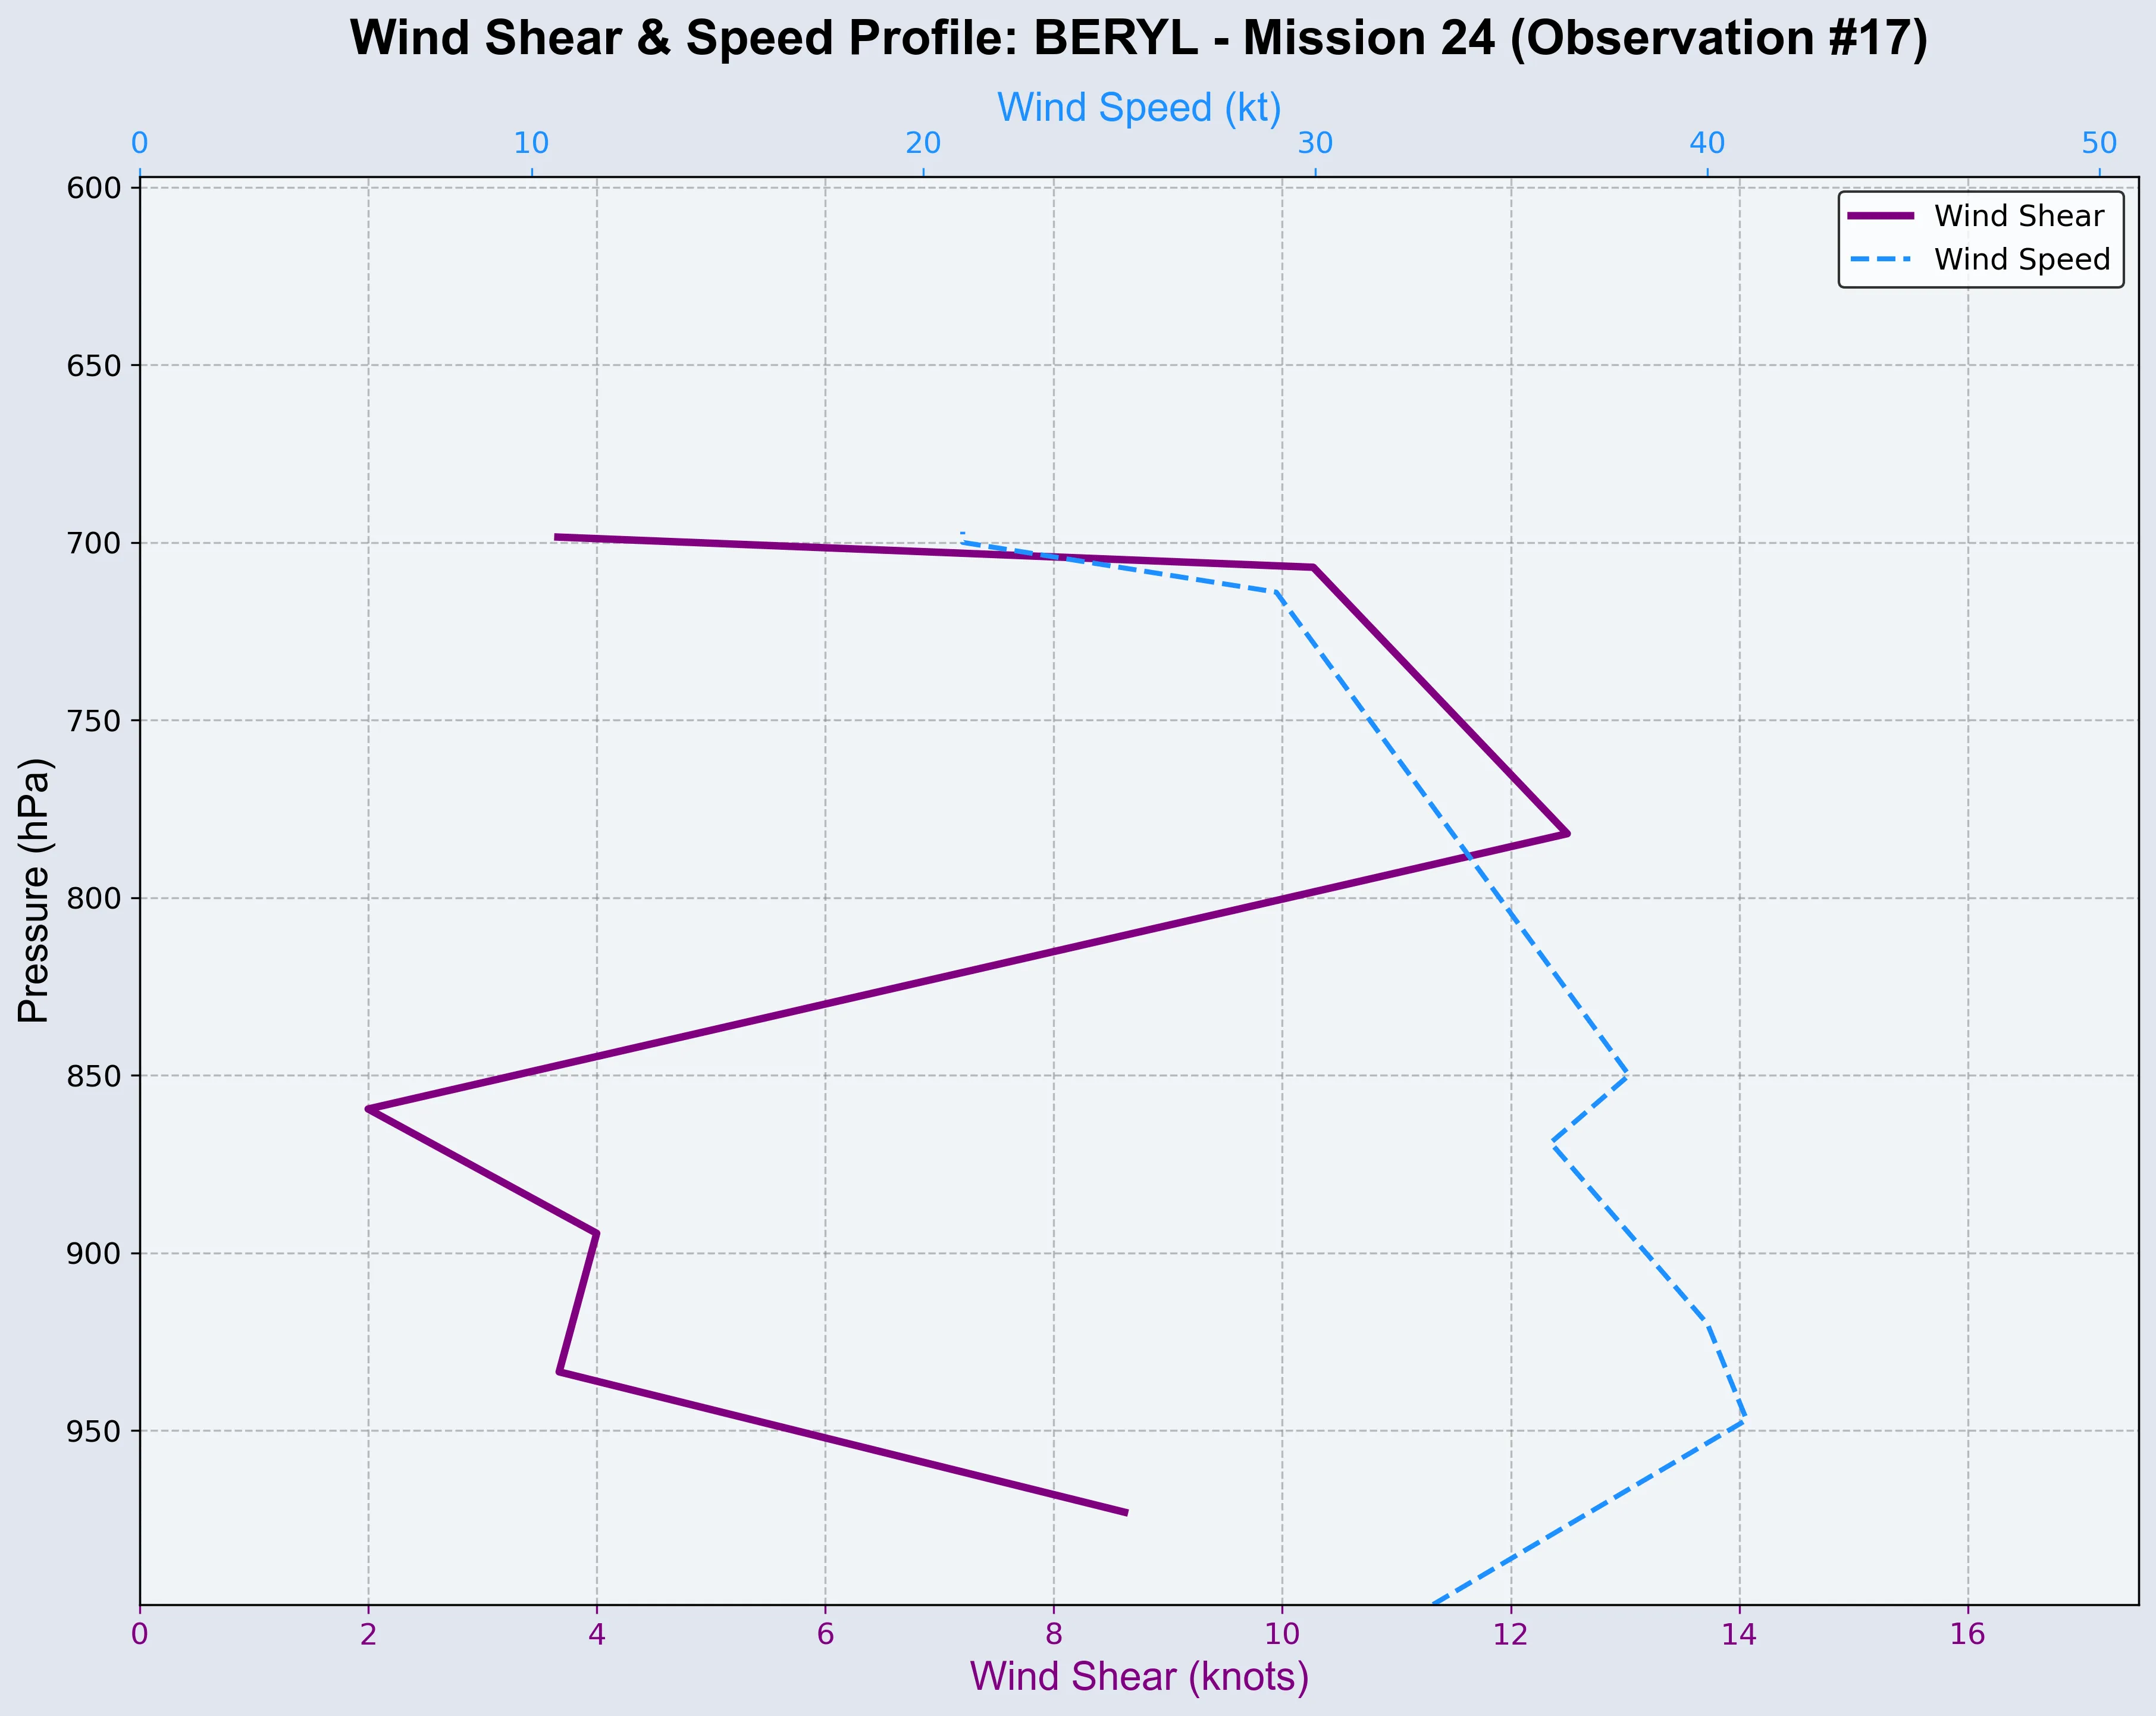 Wind Shear & Speed Profile: BERYL - Mission 24 (Observation #17)
Wind Speed (kt)
0 10 20 30 40 50
Wind Shear
Wind Speed
600
650
700
750
800
850
900
950
Pressure (hPa)
0 2 4 6 8 10 12 14 16
Wind Shear (knots)